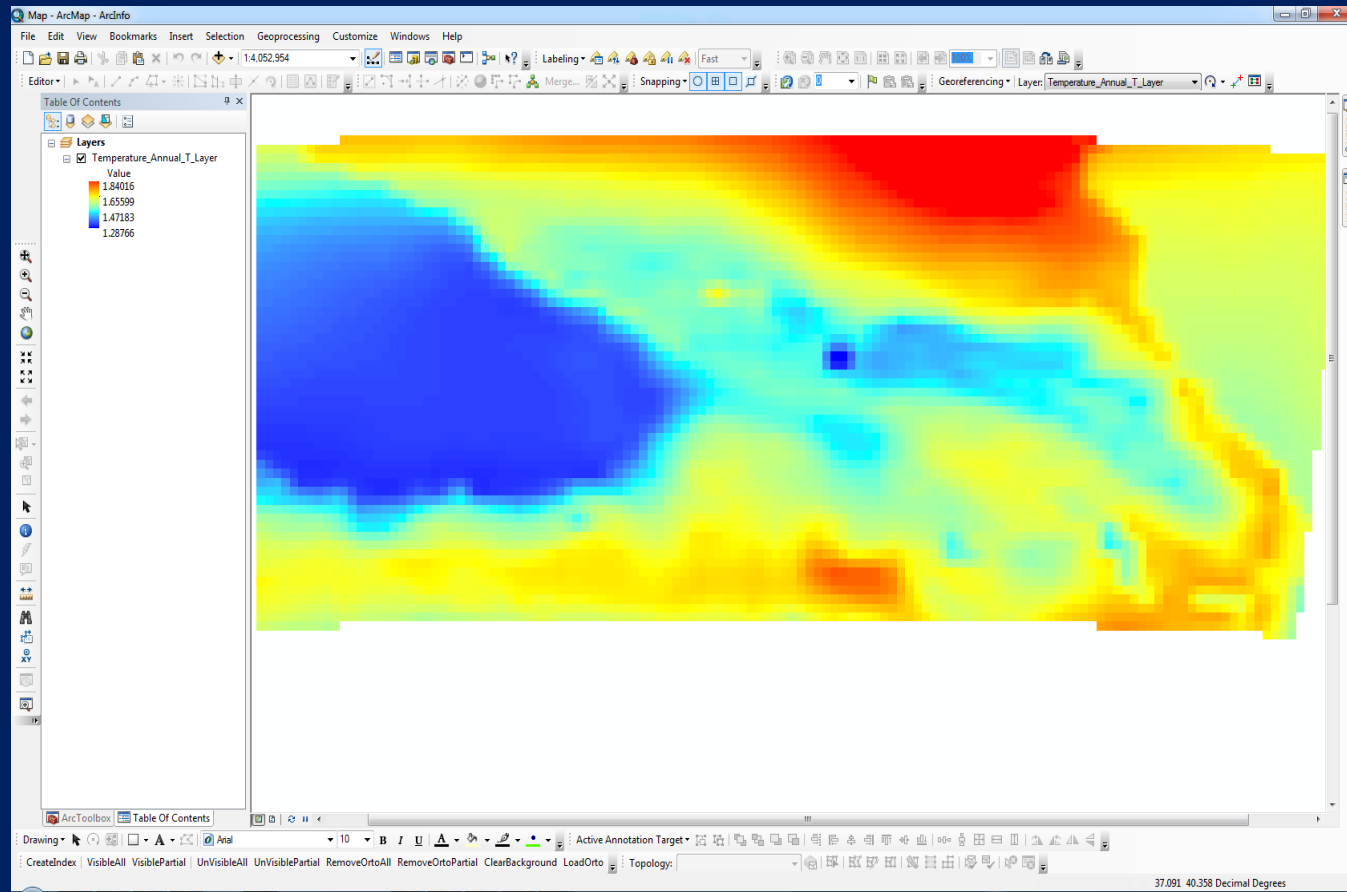 Map - ArcMap - ArcInfo
File Edit View Bookmarks Insert Selection Geoprocessing Customize Windows Help
1:4,052,954 Labeling Fast 100%
Editor Merge... Snapping 0 Georeferencing Layer: Temperature_Annual_T_Layer
Table Of Contents
Layers
Temperature_Annual_T_Layer
Value
1.84016
1.65599
1.47183
1.28766
ArcToolbox Table Of Contents
Drawing A Arial 10 B I U A Active Annotation Target
CreateIndex VisibleAll VisiblePartial UnVisibleAll UnVisiblePartial RemoveOrtoAll RemoveOrtoPartial ClearBackground LoadOrto Topology:
37.091 40.358 Decimal Degrees